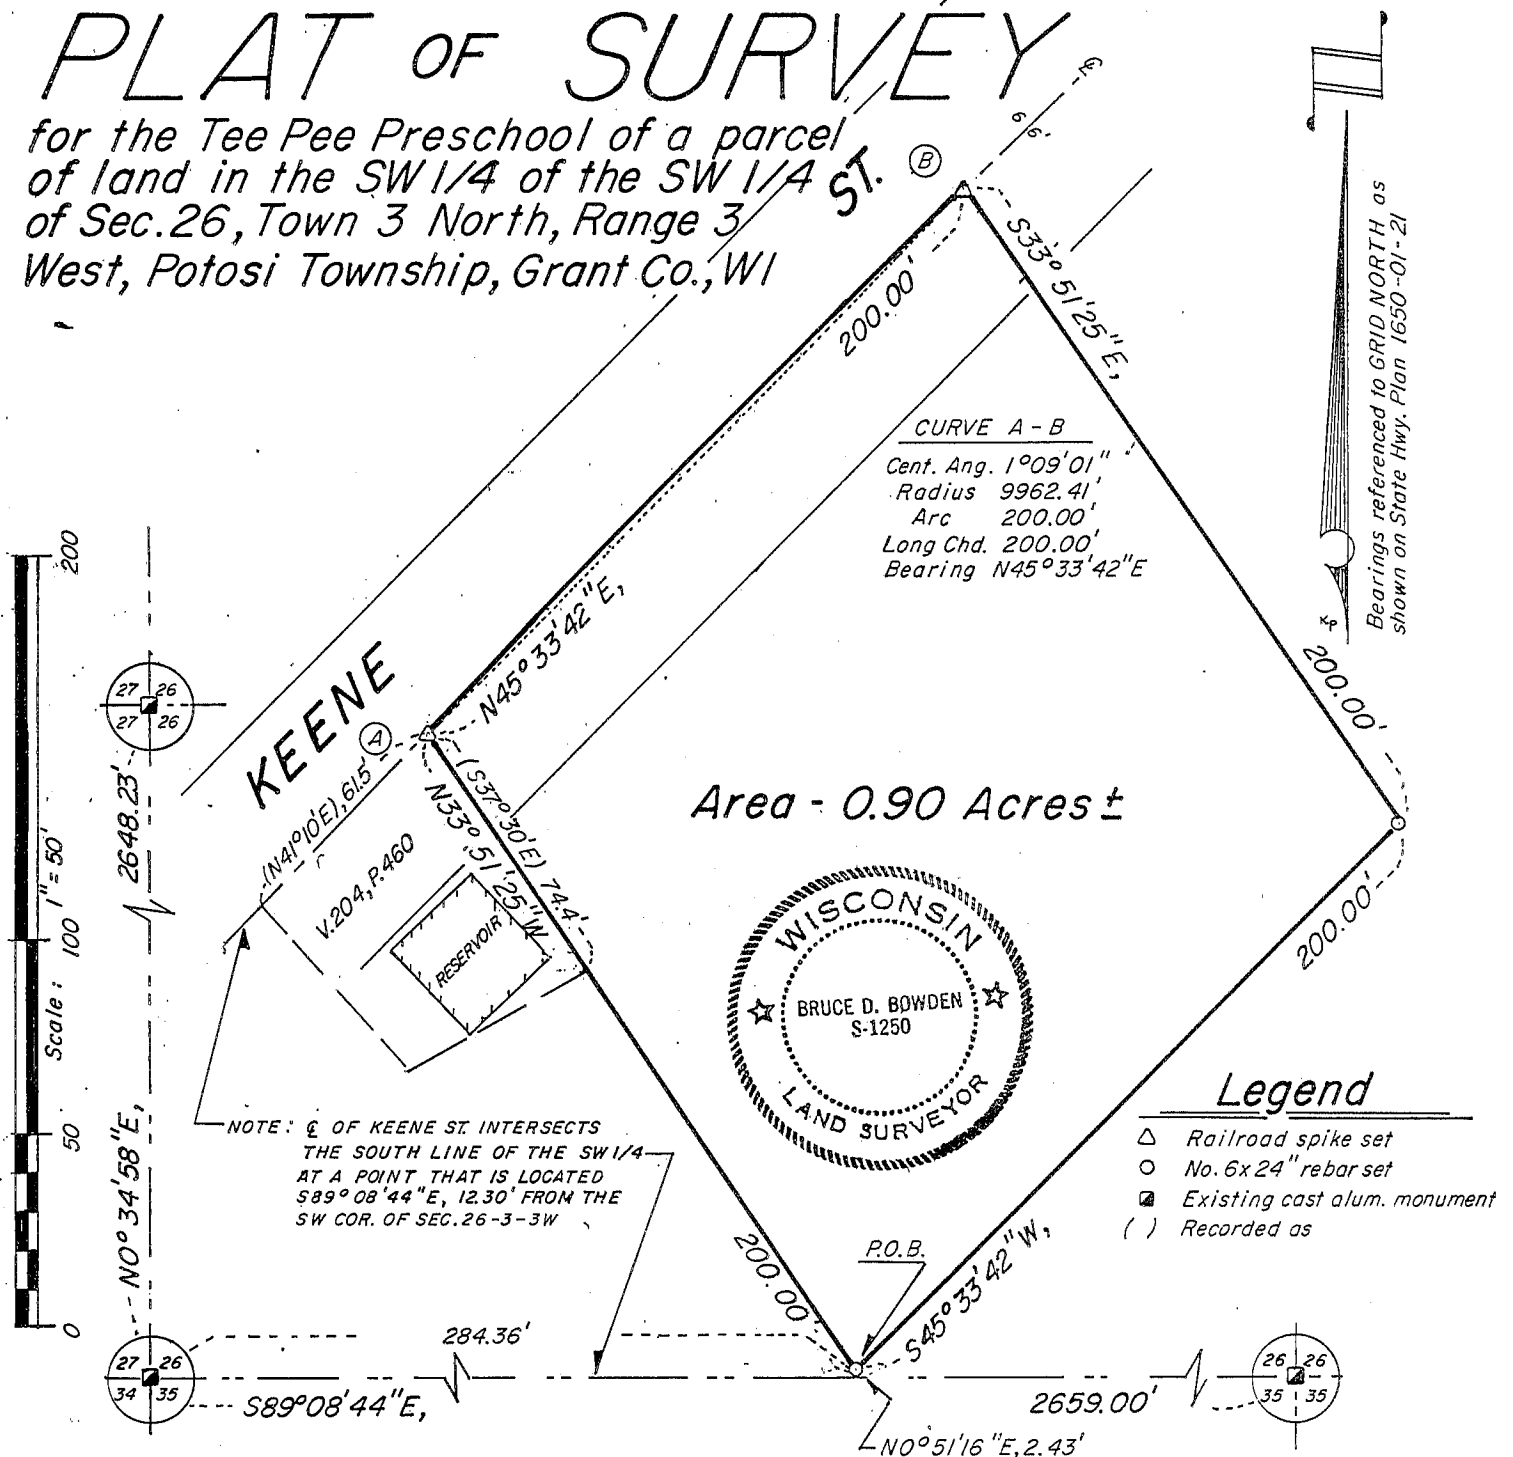 PLAT OF SURVEY
for the Tee Pee Preschool of a parcel
of land in the SW 1/4 of the SW 1/4
of Sec. 26, Town 3 North, Range 3
West, Potosi Township, Grant Co., WI
KEENE ST.
66'
B
S33° 51' 25" E,
200.00'
200.00'
N45° 33' 42" E,
CURVE A - B
Cent. Ang. 1°09'01"
Radius 9962.41'
Arc 200.00'
Long Chd. 200.00'
Bearing N45°33'42"E
Bearings referenced to GRID NORTH as
shown on State Hwy. Plan 1650-01-21
A
(N41°10'E), 61.5'
(S37°30'E) 74.4'
N33° 51' 25" W
V.204, P.460
RESERVOIR
Area - 0.90 Acres ±
200.00'
WISCONSIN
BRUCE D. BOWDEN
S-1250
LAND SURVEYOR
200
100
50
0
Scale: 1" = 50'
27 26
27 26
2648.23'
N0° 34' 58" E,
NOTE: ℄ OF KEENE ST. INTERSECTS
THE SOUTH LINE OF THE SW 1/4
AT A POINT THAT IS LOCATED
S89° 08' 44" E, 12.30' FROM THE
SW COR. OF SEC. 26-3-3W
Legend
Railroad spike set
No. 6x24" rebar set
Existing cast alum. monument
( ) Recorded as
200.00'
P.O.B.
S45° 33' 42" W,
284.36'
27 26
34 35
S89°08'44"E,
2659.00'
26 26
35 35
N0°51'16"E, 2.43'